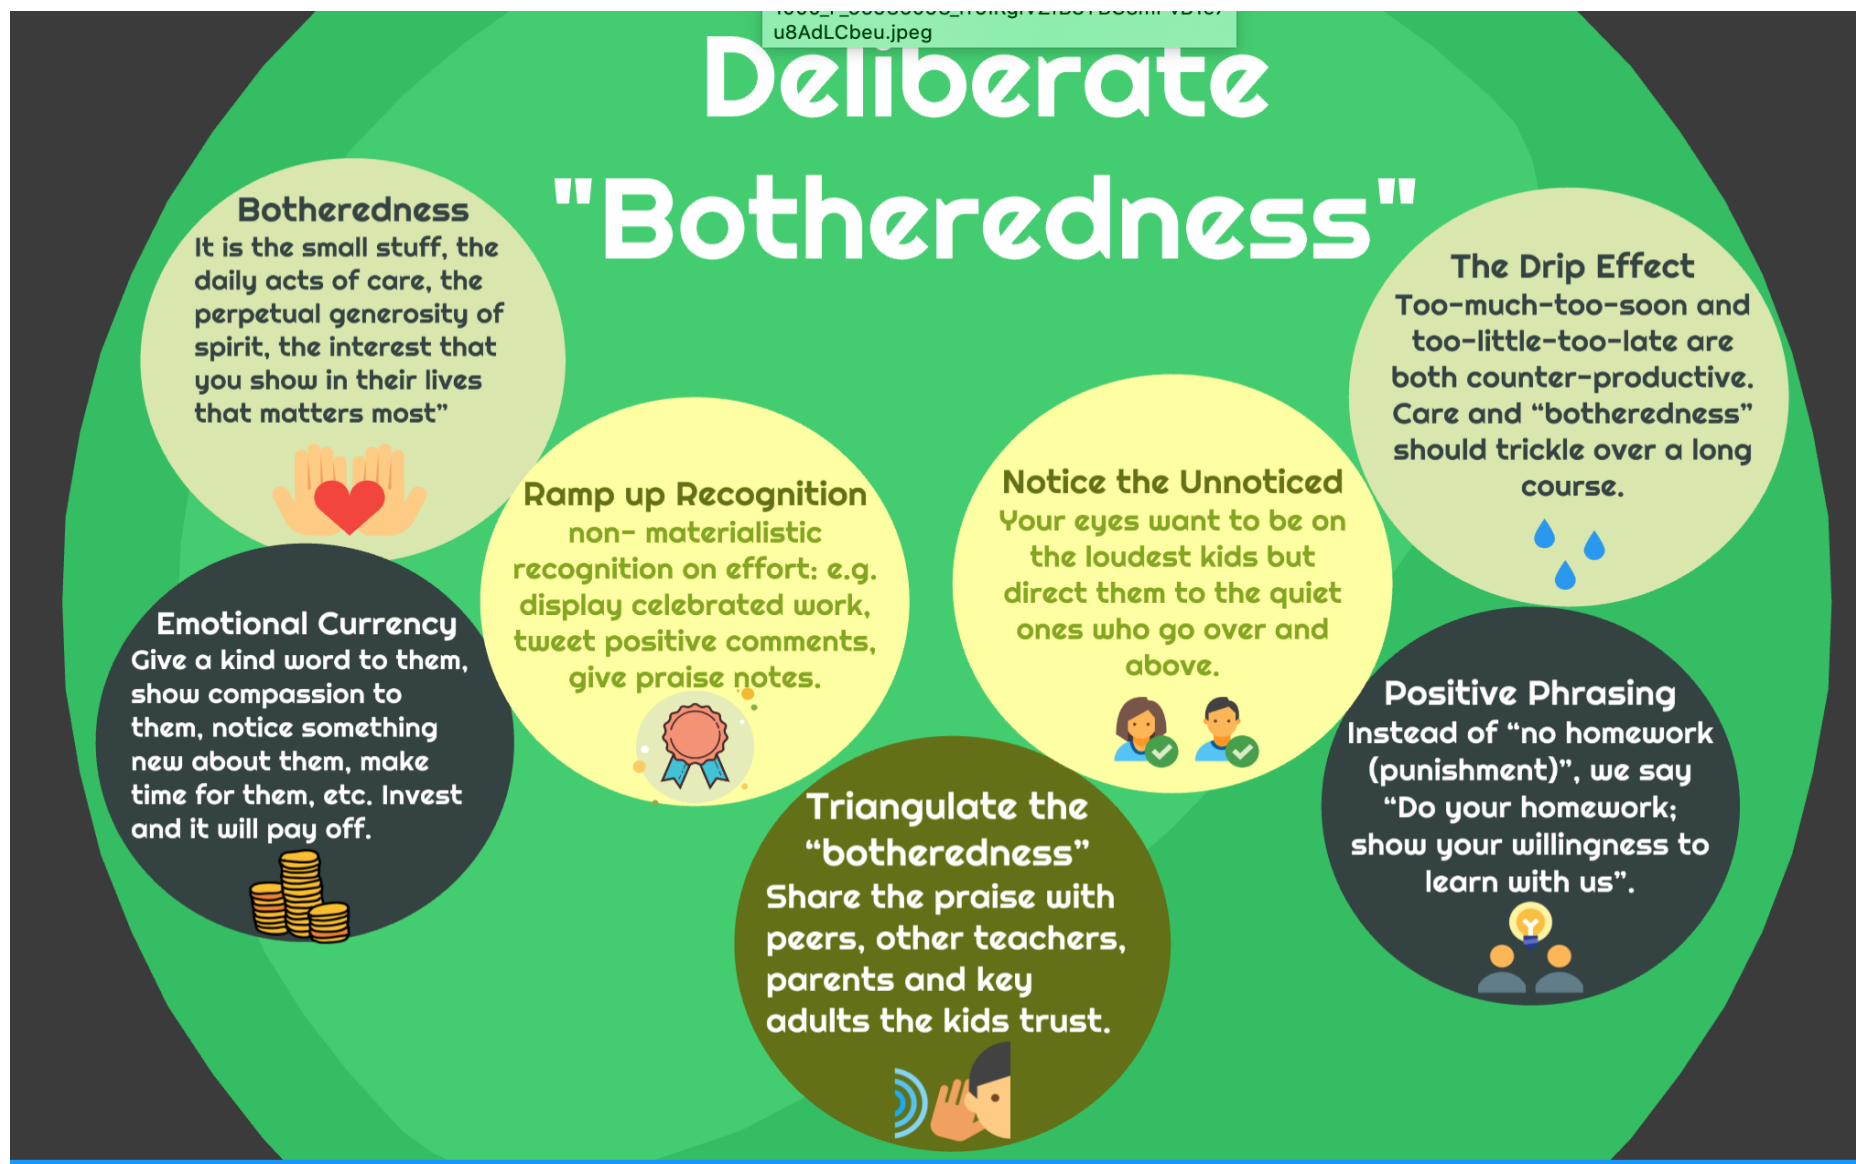 u8AdLCbeu.jpeg
Deliberate
"Botheredness"
Botheredness
It is the small stuff, the
daily acts of care, the
perpetual generosity of
spirit, the interest that
you show in their lives
that matters most”
Emotional Currency
Give a kind word to them,
show compassion to
them, notice something
new about them, make
time for them, etc. Invest
and it will pay off.
Ramp up Recognition
non- materialistic
recognition on effort: e.g.
display celebrated work,
tweet positive comments,
give praise notes.
Triangulate the
“botheredness”
Share the praise with
peers, other teachers,
parents and key
adults the kids trust.
Notice the Unnoticed
Your eyes want to be on
the loudest kids but
direct them to the quiet
ones who go over and
above.
The Drip Effect
Too-much-too-soon and
too-little-too-late are
both counter-productive.
Care and “botheredness”
should trickle over a long
course.
Positive Phrasing
Instead of “no homework
(punishment)”, we say
“Do your homework;
show your willingness to
learn with us”.